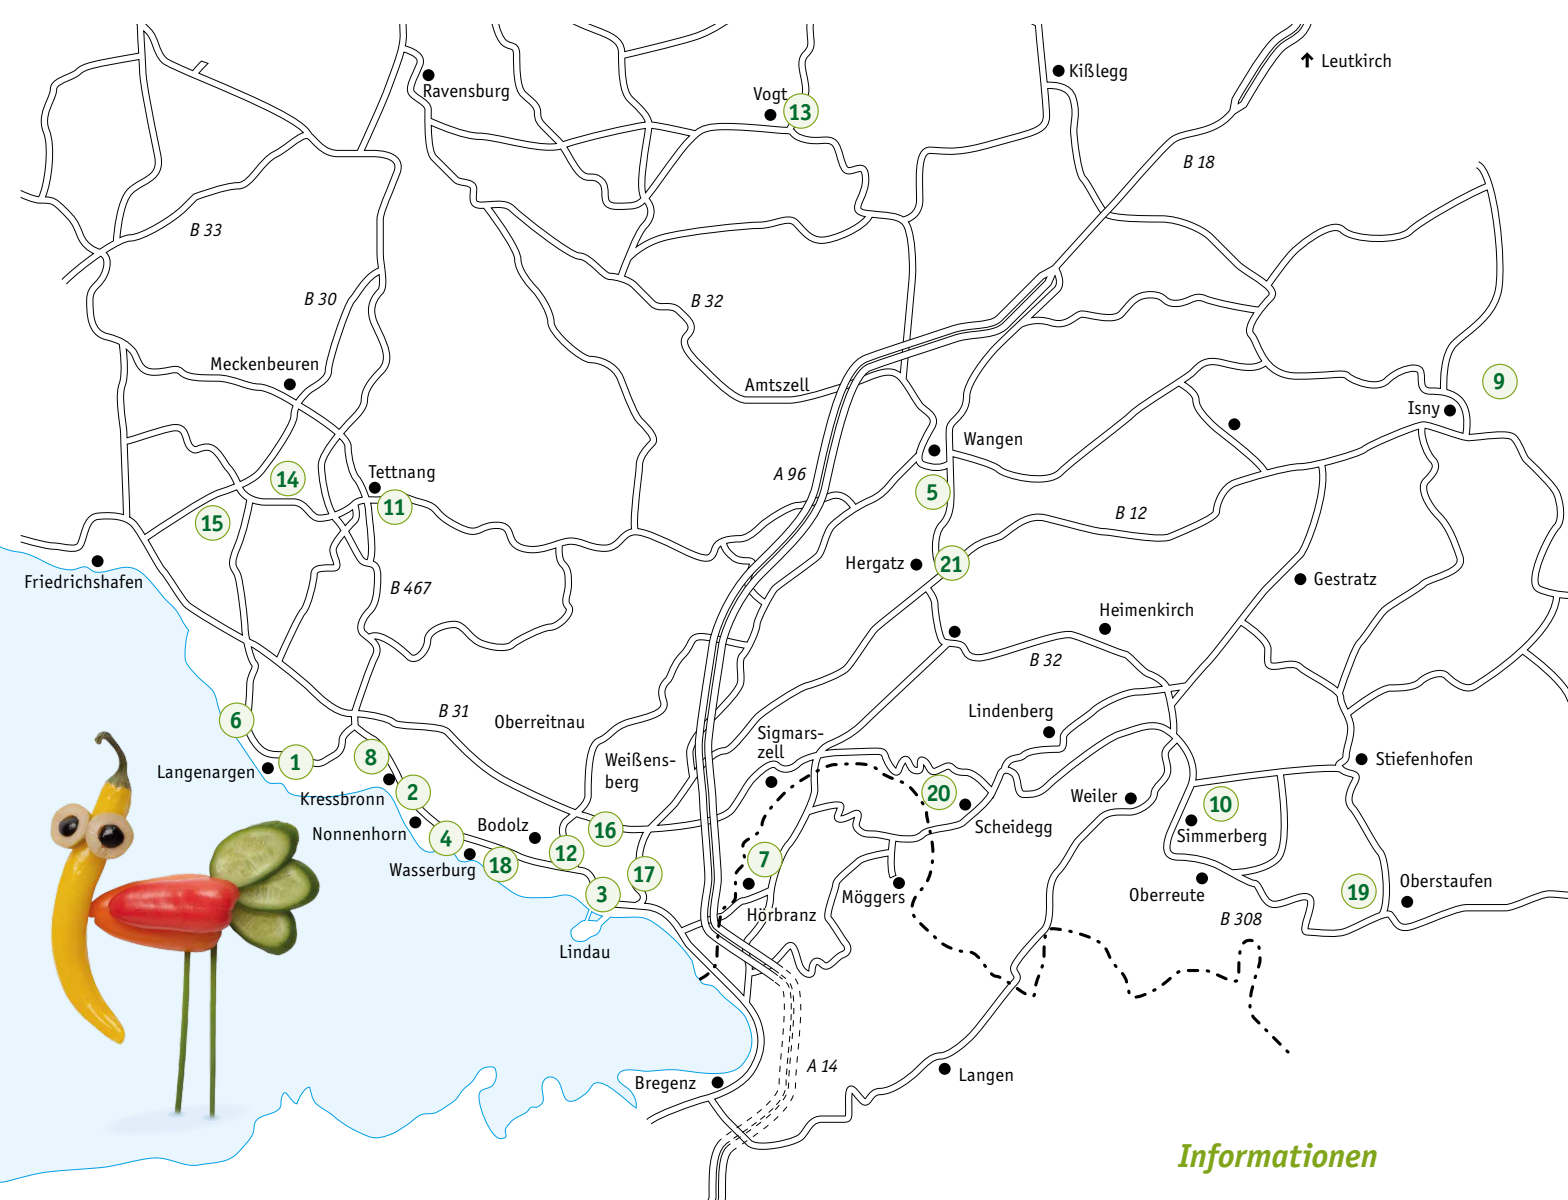 ↑ Leutkirch
Kißlegg
Ravensburg
Vogt
13
B 18
B 33
B 30
B 32
Meckenbeuren
Amtszell
9
Isny
Wangen
A 96
Tettnang
14
11
5
15
B 12
Hergatz
21
Friedrichshafen
B 467
Gestratz
Heimenkirch
B 32
B 31
Oberreitnau
Lindenberg
6
Sigmars-
zell
Weißens-
berg
8
1
Langenargen
Stiefenhofen
Kressbronn
2
20
Weiler
10
Nonnenhorn
4
Bodolz
16
Scheidegg
Simmerberg
Wasserburg
18
12
7
17
3
Möggers
Oberreute
19
Oberstaufen
Hörbranz
B 308
Lindau
A 14
Langen
Bregenz
Informationen